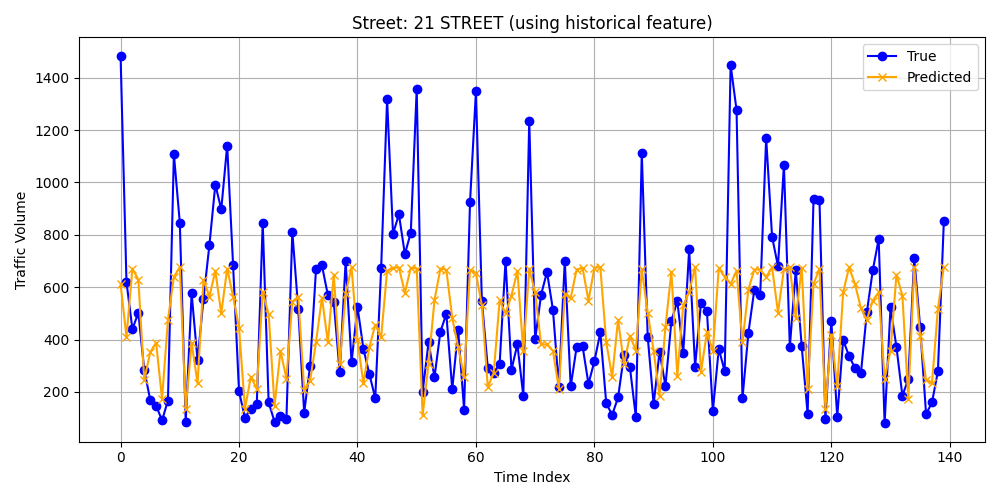 Street: 21 STREET (using historical feature)
True
Predicted
Traffic Volume
1400
1200
1000
800
600
400
200
0 20 40 60 80 100 120 140
Time Index